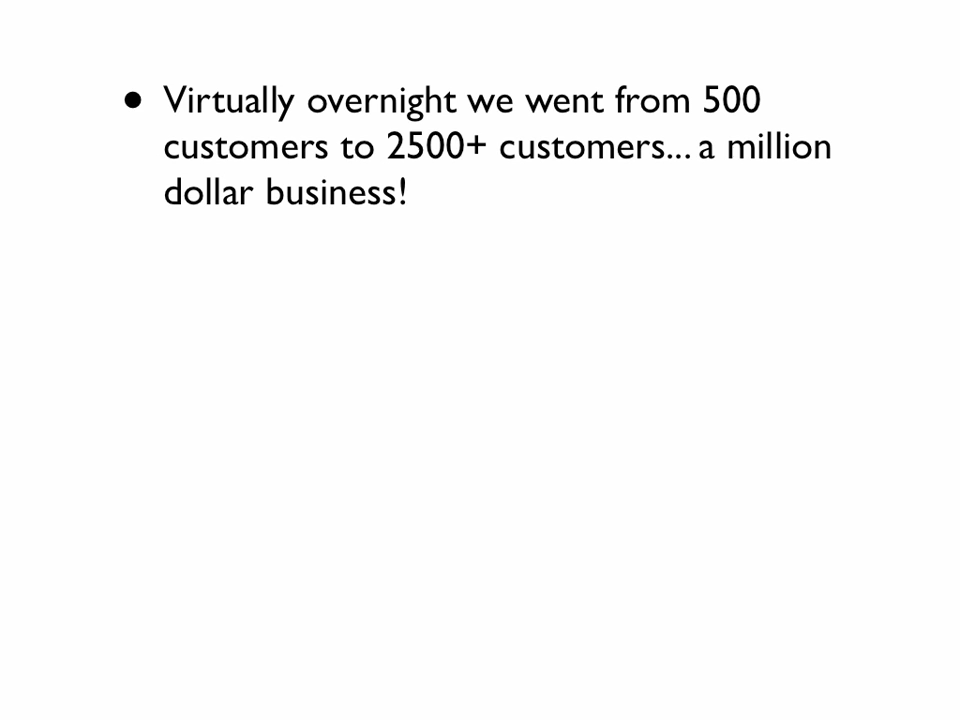 • Virtually overnight we went from 500
customers to 2500+ customers... a million
dollar business!